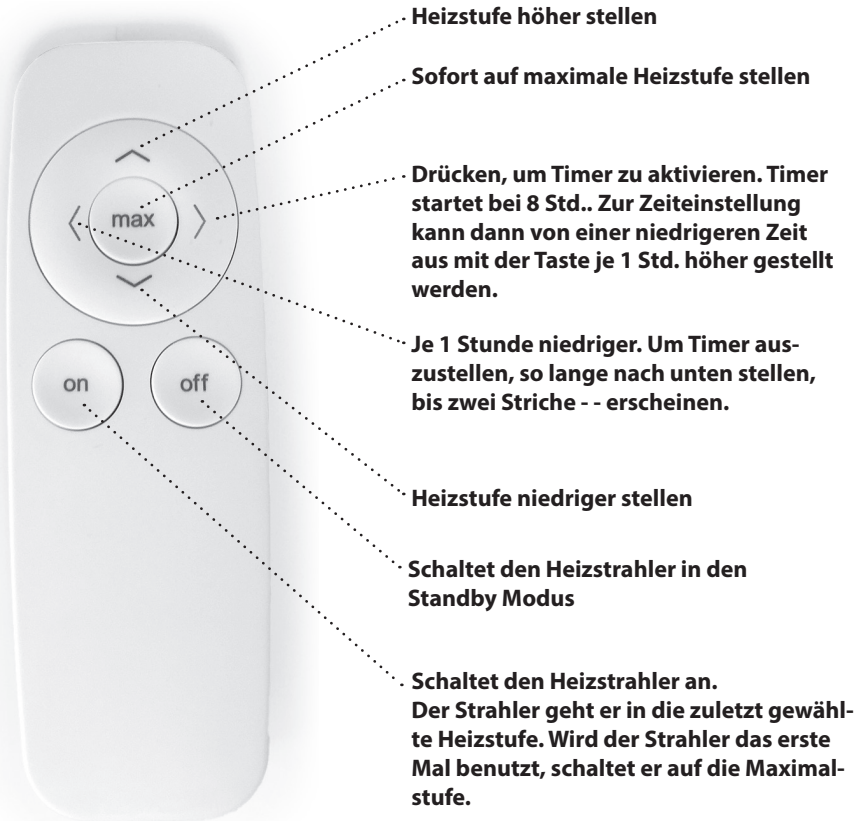 Heizstufe höher stellen
Sofort auf maximale Heizstufe stellen
max
Drücken, um Timer zu aktivieren. Timer
startet bei 8 Std.. Zur Zeiteinstellung
kann dann von einer niedrigeren Zeit
aus mit der Taste je 1 Std. höher gestellt
werden.
Je 1 Stunde niedriger. Um Timer aus-
zustellen, so lange nach unten stellen,
bis zwei Striche - - erscheinen.
on
off
Heizstufe niedriger stellen
Schaltet den Heizstrahler in den
Standby Modus
Schaltet den Heizstrahler an.
Der Strahler geht er in die zuletzt gewähl-
te Heizstufe. Wird der Strahler das erste
Mal benutzt, schaltet er auf die Maximal-
stufe.